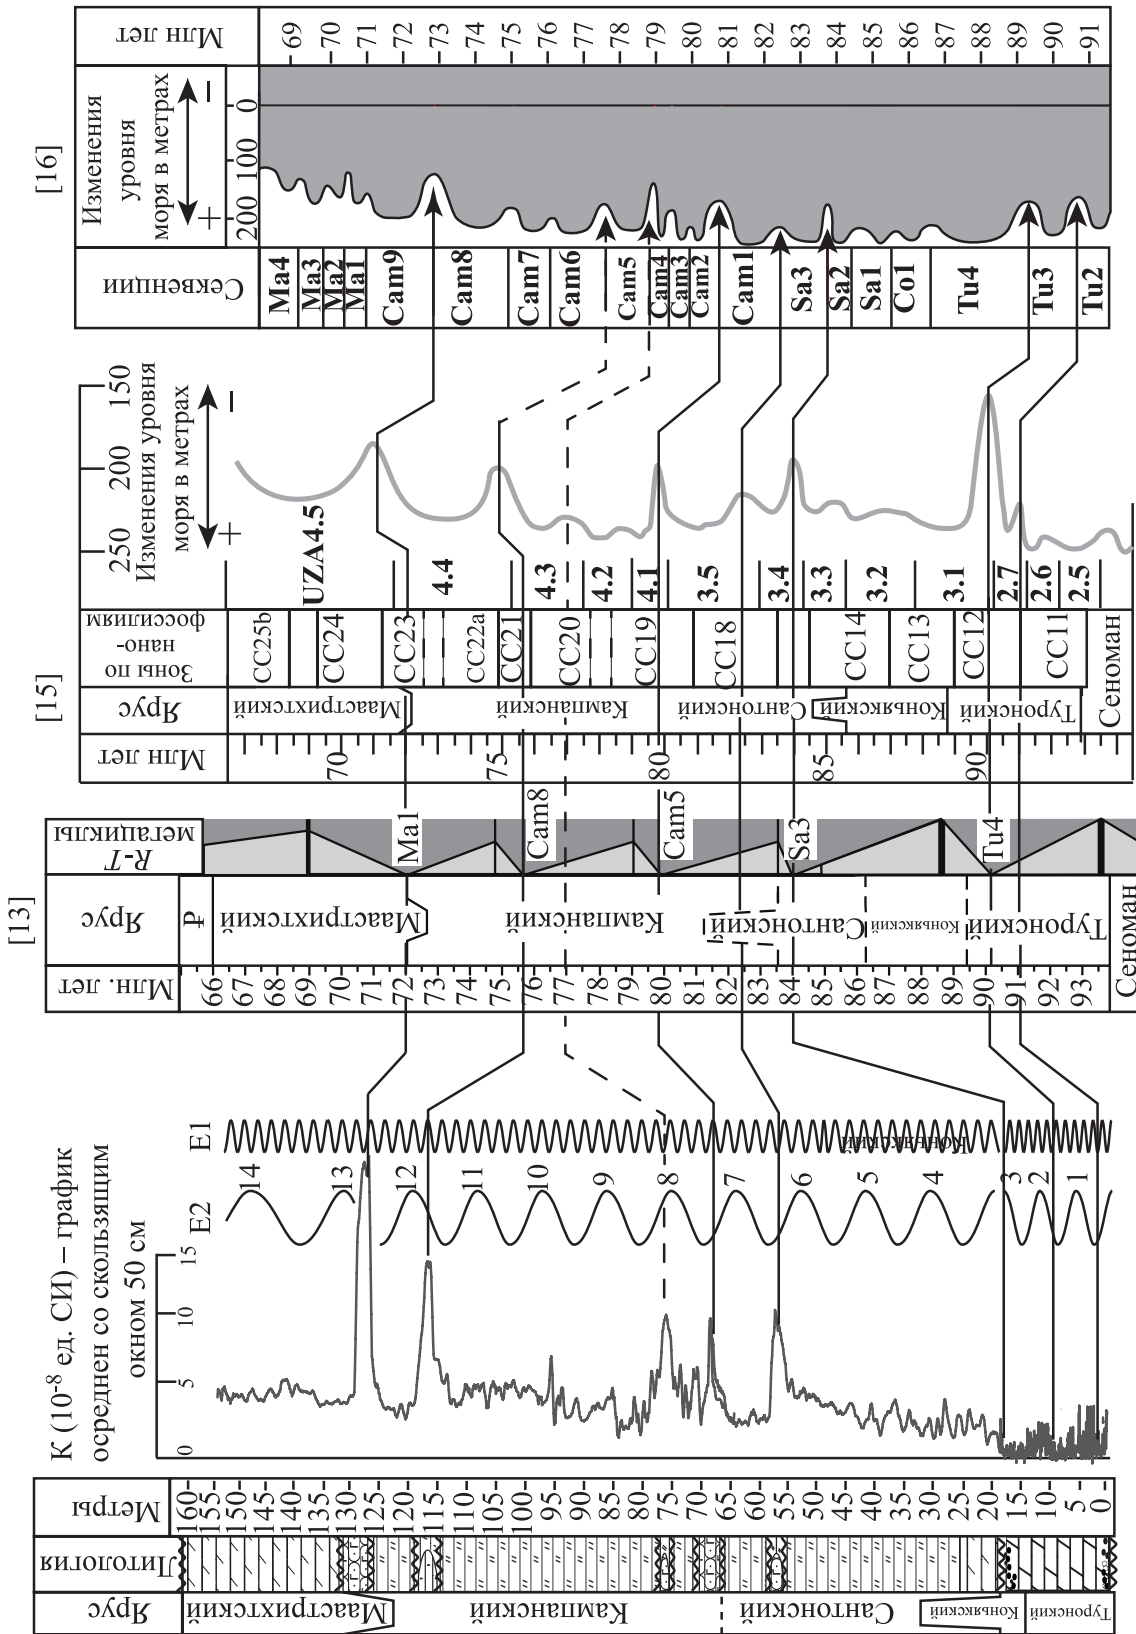 Ярус
Маастрихтский
Кампанский
Сантонский
Коньякский
Туронский
Литология
Метры
160
155
150
145
140
135
130
125
120
115
110
105
100
95
90
85
80
75
70
65
60
55
50
45
40
35
30
25
20
15
10
5
0
K (10⁻⁸ ед. СИ) – график
осреднен со скользящим
окном 50 см
0
5
10
15
E2
E1
14
13
12
11
10
9
8
7
6
5
4
3
2
1
Коньякский
[13]
Млн. лет
66
67
68
69
70
71
72
73
74
75
76
77
78
79
80
81
82
83
84
85
86
87
88
89
90
91
92
93
Ярус
Р
Маастрихтский
Кампанский
Сантонский
Коньякский
Туронский
Сеноман
R-T
мегациклы
Ma1
Cam8
Cam5
Sa3
Tu4
[15]
Млн лет
70
75
80
85
90
Ярус
Маастрихтский
Кампанский
Сантонский
Коньякский
Туронский
Сеноман
Зоны по
нано-
фоссилиям
CC25b
CC24
CC23
CC22a
CC21
CC20
CC19
CC18
CC14
CC13
CC12
CC11
UZA4.5
4.4
4.3
4.2
4.1
3.5
3.4
3.3
3.2
3.1
2.7
2.6
2.5
250
200
150
Изменения уровня
моря в метрах
+
–
[16]
Секвенции
Ma4
Ma3
Ma2
Ma1
Cam9
Cam8
Cam7
Cam6
Cam5
Cam4
Cam3
Cam2
Cam1
Sa3
Sa2
Sa1
Co1
Tu4
Tu3
Tu2
Изменения
уровня
моря в метрах
+
–
200
100
0
Млн лет
69
70
71
72
73
74
75
76
77
78
79
80
81
82
83
84
85
86
87
88
89
90
91